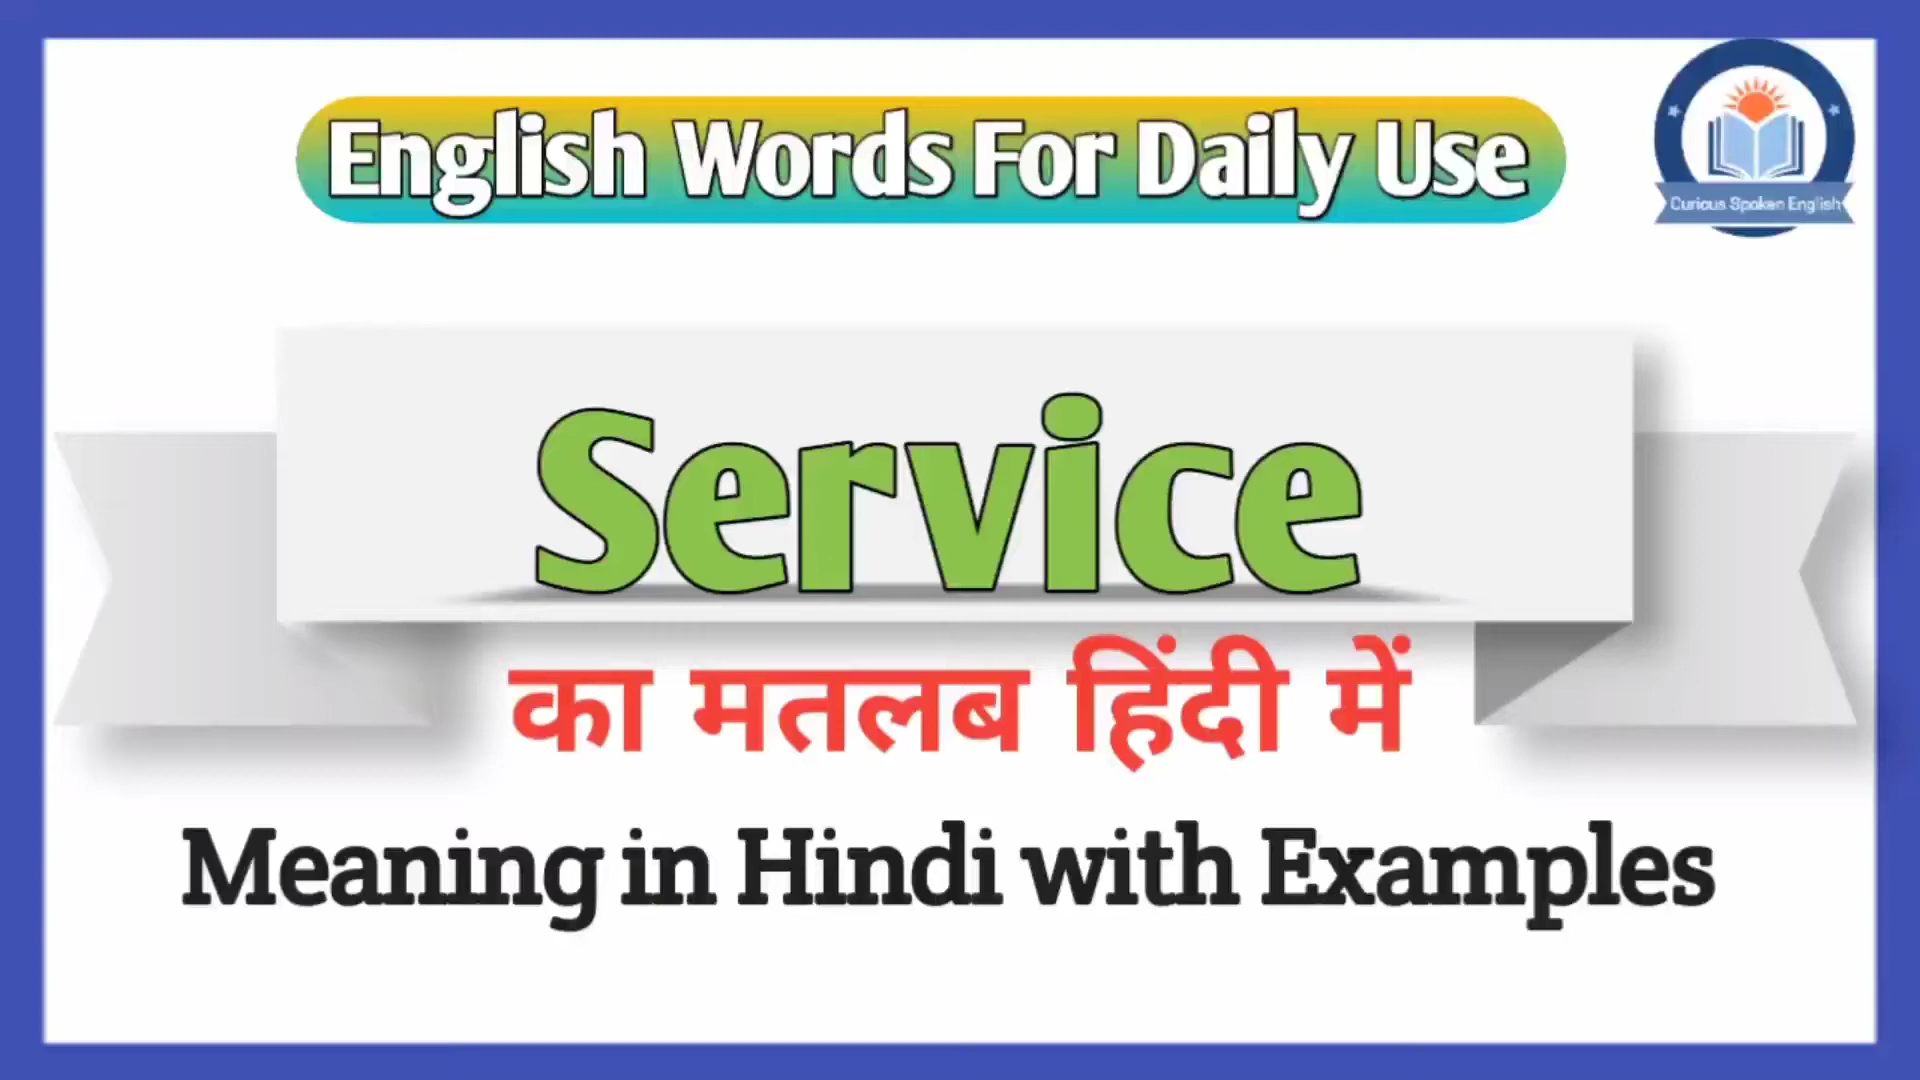 English Words For Daily Use
Curious Spoken English
Service
का मतलब हिंदी में
Meaning in Hindi with Examples